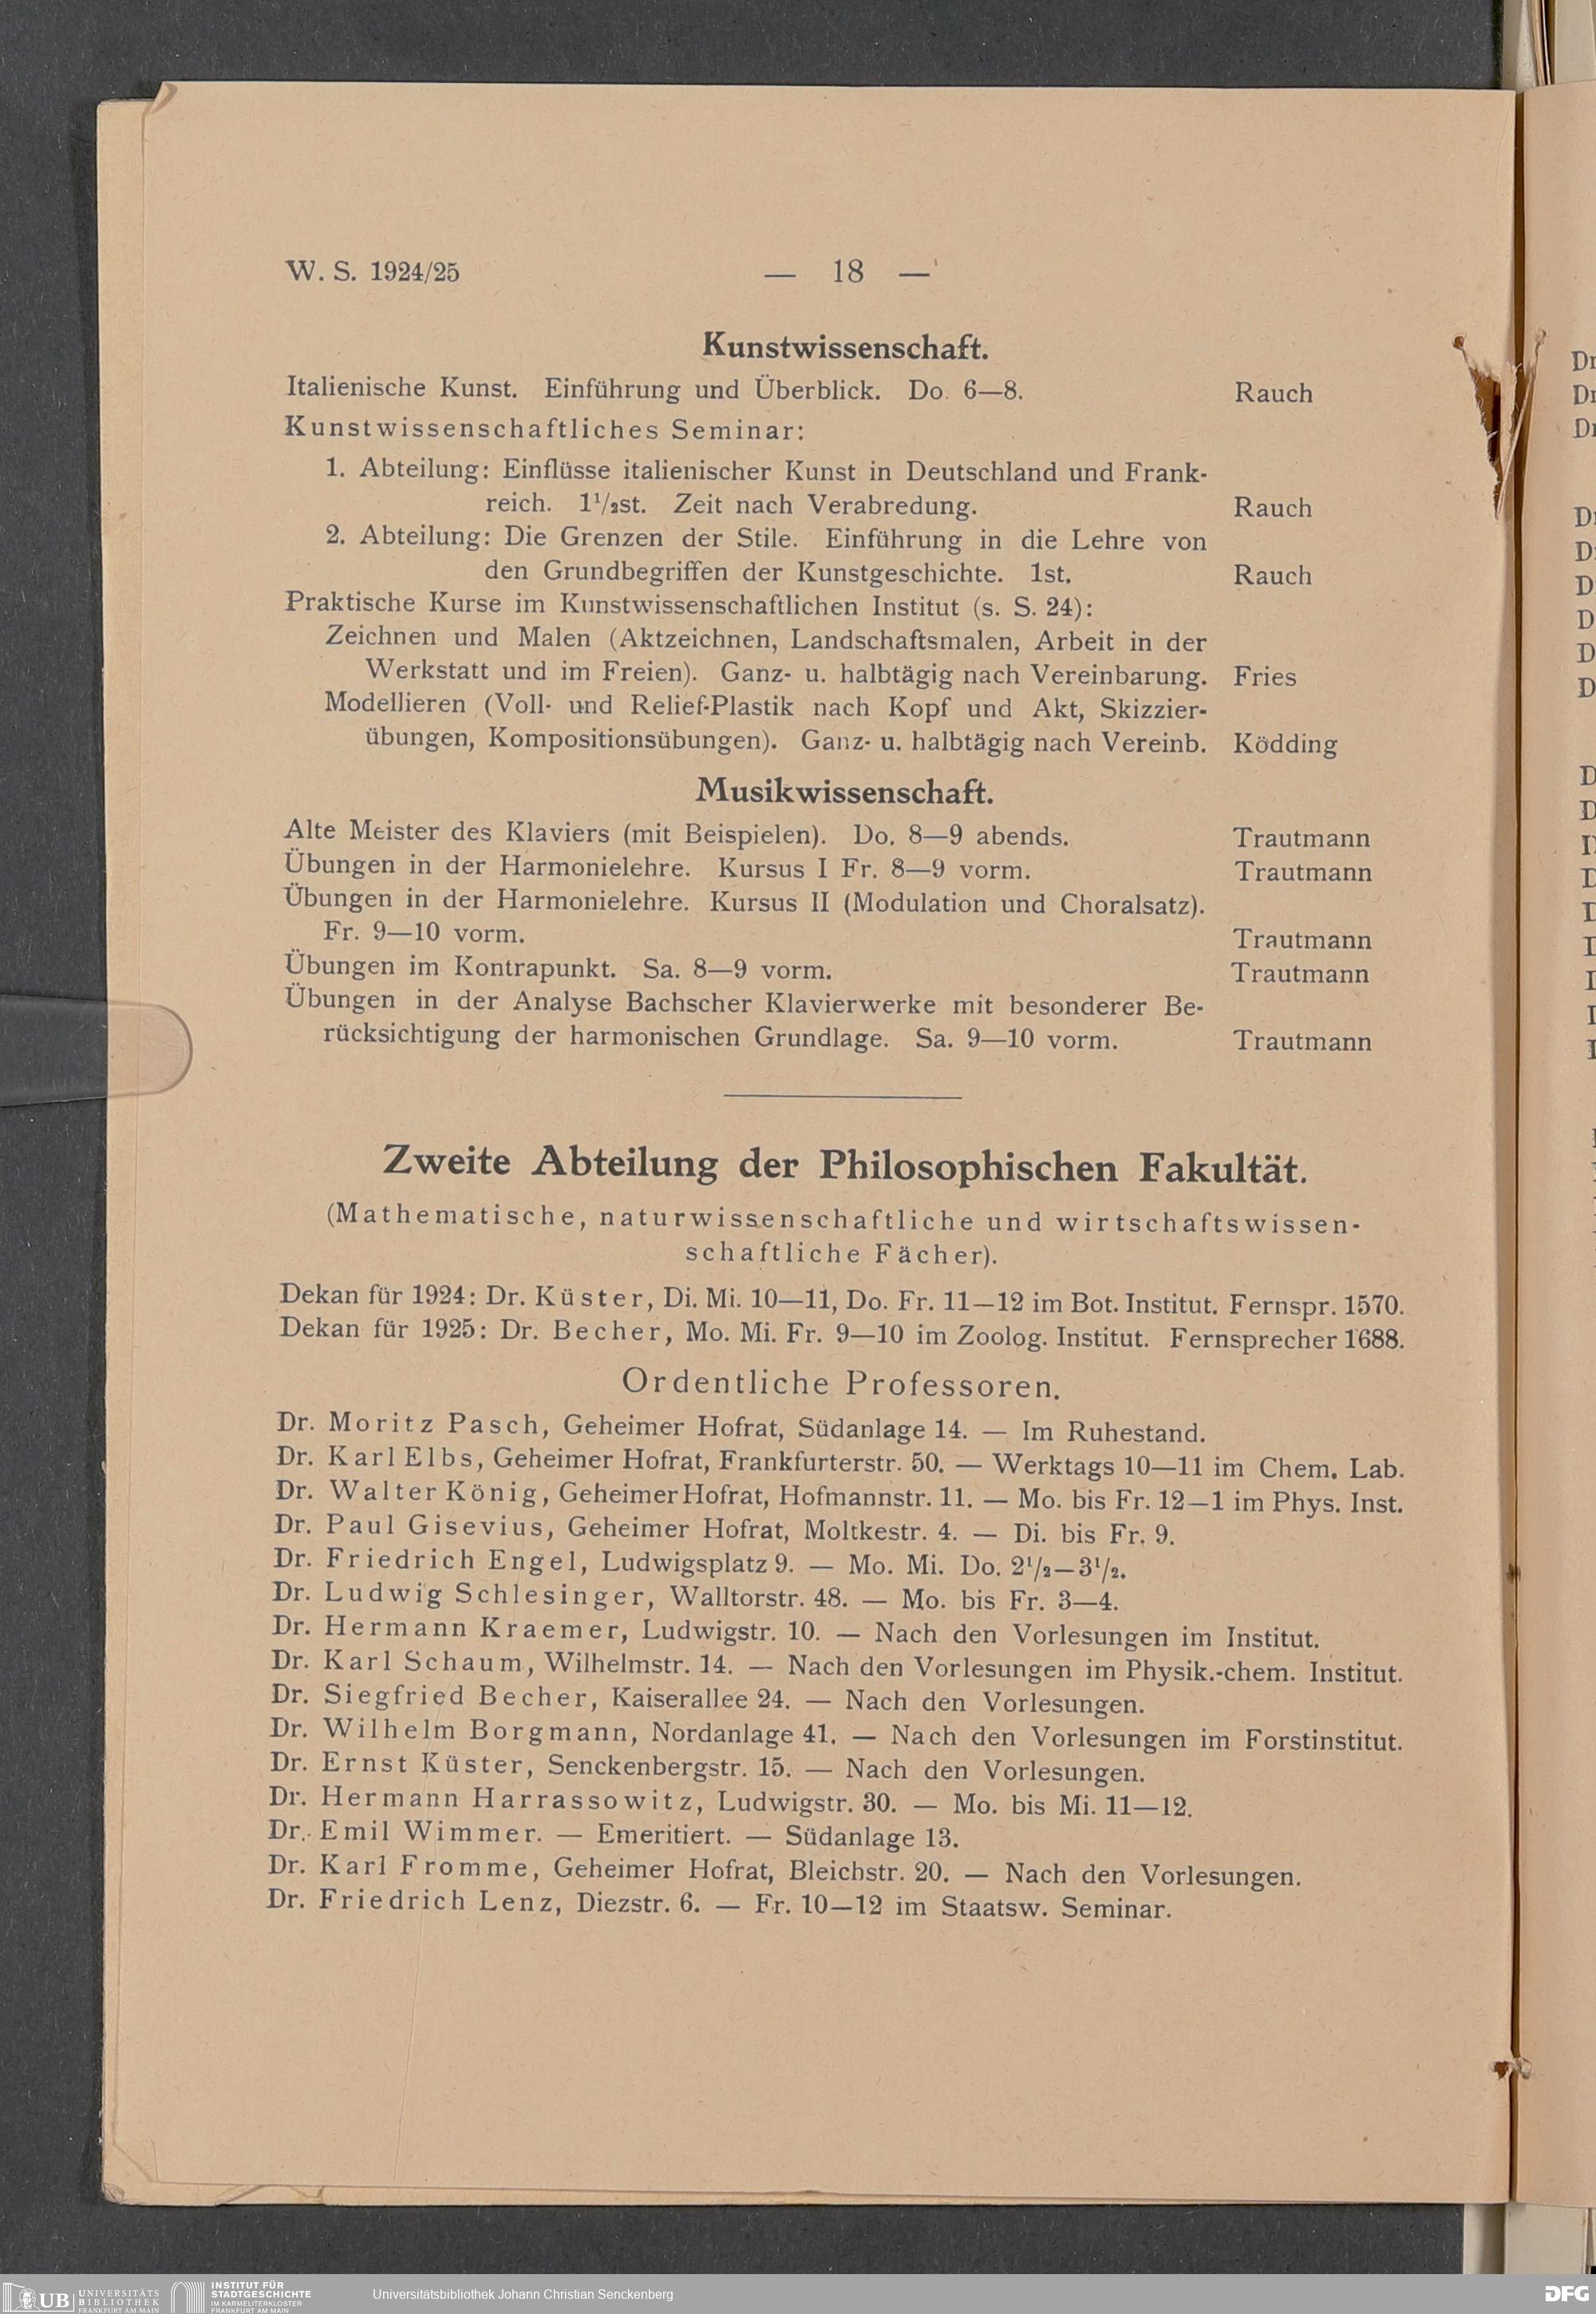 W. S. 1924/25 — 18 —
Kunstwissenschaft.
Italienische Kunst. Einführung und Überblick. Do. 6—8. Rauch
Kunstwissenschaftliches Seminar:
1. Abteilung: Einflüsse italienischer Kunst in Deutschland und Frank-
reich. 1¹/₂st. Zeit nach Verabredung. Rauch
2. Abteilung: Die Grenzen der Stile. Einführung in die Lehre von
den Grundbegriffen der Kunstgeschichte. 1st. Rauch
Praktische Kurse im Kunstwissenschaftlichen Institut (s. S. 24):
Zeichnen und Malen (Aktzeichnen, Landschaftsmalen, Arbeit in der
Werkstatt und im Freien). Ganz- u. halbtägig nach Vereinbarung. Fries
Modellieren (Voll- und Relief-Plastik nach Kopf und Akt, Skizzier-
übungen, Kompositionsübungen). Ganz- u. halbtägig nach Vereinb. Ködding
Musikwissenschaft.
Alte Meister des Klaviers (mit Beispielen). Do. 8—9 abends. Trautmann
Übungen in der Harmonielehre. Kursus I Fr. 8—9 vorm. Trautmann
Übungen in der Harmonielehre. Kursus II (Modulation und Choralsatz).
Fr. 9—10 vorm. Trautmann
Übungen im Kontrapunkt. Sa. 8—9 vorm. Trautmann
Übungen in der Analyse Bachscher Klavierwerke mit besonderer Be-
rücksichtigung der harmonischen Grundlage. Sa. 9—10 vorm. Trautmann
Zweite Abteilung der Philosophischen Fakultät.
(Mathematische, naturwissenschaftliche und wirtschaftswissen-
schaftliche Fächer).
Dekan für 1924: Dr. Küster, Di. Mi. 10—11, Do. Fr. 11—12 im Bot. Institut. Fernspr. 1570.
Dekan für 1925: Dr. Becher, Mo. Mi. Fr. 9—10 im Zoolog. Institut. Fernsprecher 1688.
Ordentliche Professoren.
Dr. Moritz Pasch, Geheimer Hofrat, Südanlage 14. — Im Ruhestand.
Dr. Karl Elbs, Geheimer Hofrat, Frankfurterstr. 50. — Werktags 10—11 im Chem. Lab.
Dr. Walter König, Geheimer Hofrat, Hofmannstr. 11. — Mo. bis Fr. 12—1 im Phys. Inst.
Dr. Paul Gisevius, Geheimer Hofrat, Moltkestr. 4. — Di. bis Fr. 9.
Dr. Friedrich Engel, Ludwigsplatz 9. — Mo. Mi. Do. 2¹/₂—3¹/₂.
Dr. Ludwig Schlesinger, Walltorstr. 48. — Mo. bis Fr. 3—4.
Dr. Hermann Kraemer, Ludwigstr. 10. — Nach den Vorlesungen im Institut.
Dr. Karl Schaum, Wilhelmstr. 14. — Nach den Vorlesungen im Physik.-chem. Institut.
Dr. Siegfried Becher, Kaiserallee 24. — Nach den Vorlesungen.
Dr. Wilhelm Borgmann, Nordanlage 41. — Nach den Vorlesungen im Forstinstitut.
Dr. Ernst Küster, Senckenbergstr. 15. — Nach den Vorlesungen.
Dr. Hermann Harrassowitz, Ludwigstr. 30. — Mo. bis Mi. 11—12.
Dr. Emil Wimmer. — Emeritiert. — Südanlage 13.
Dr. Karl Fromme, Geheimer Hofrat, Bleichstr. 20. — Nach den Vorlesungen.
Dr. Friedrich Lenz, Diezstr. 6. — Fr. 10—12 im Staatsw. Seminar.
UB UNIVERSITÄTS BIBLIOTHEK FRANKFURT AM MAIN
INSTITUT FÜR STADTGESCHICHTE IM KARMELITERKLOSTER FRANKFURT AM MAIN
Universitätsbibliothek Johann Christian Senckenberg
DFG